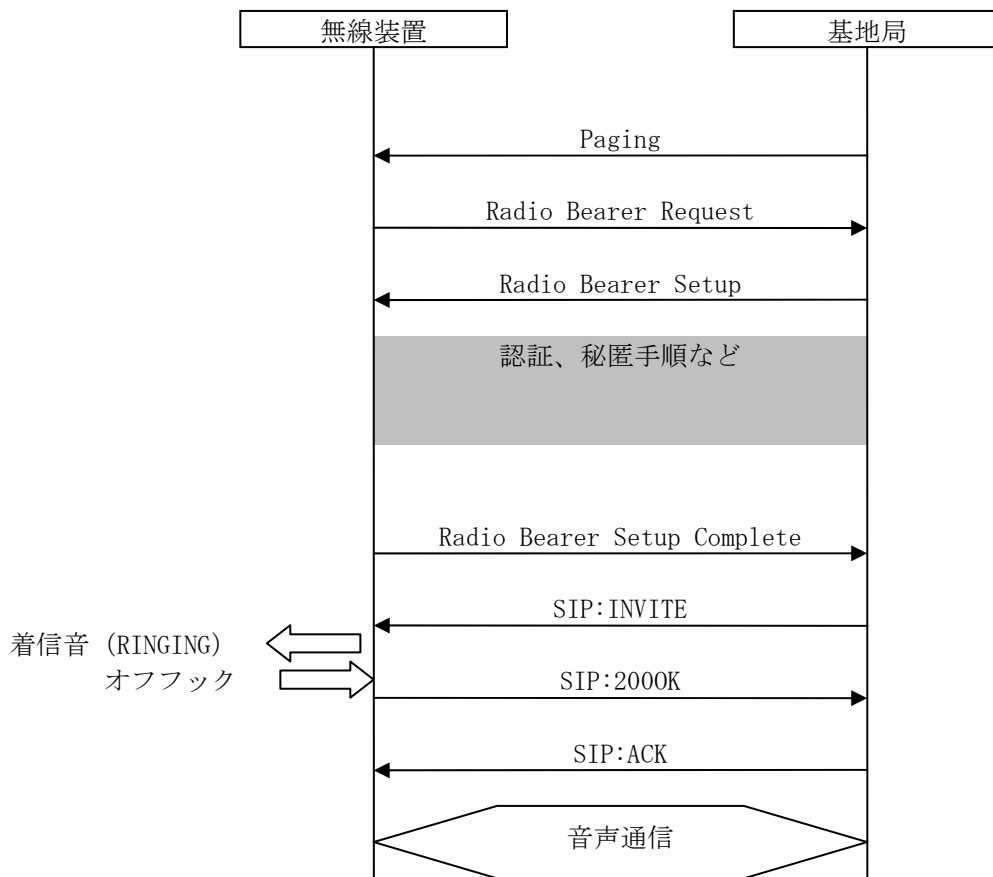 無線装置
基地局
Paging
Radio Bearer Request
Radio Bearer Setup
認証、秘匿手順など
Radio Bearer Setup Complete
SIP:INVITE
着信音 (RINGING)
オフフック
SIP:200OK
SIP:ACK
音声通信